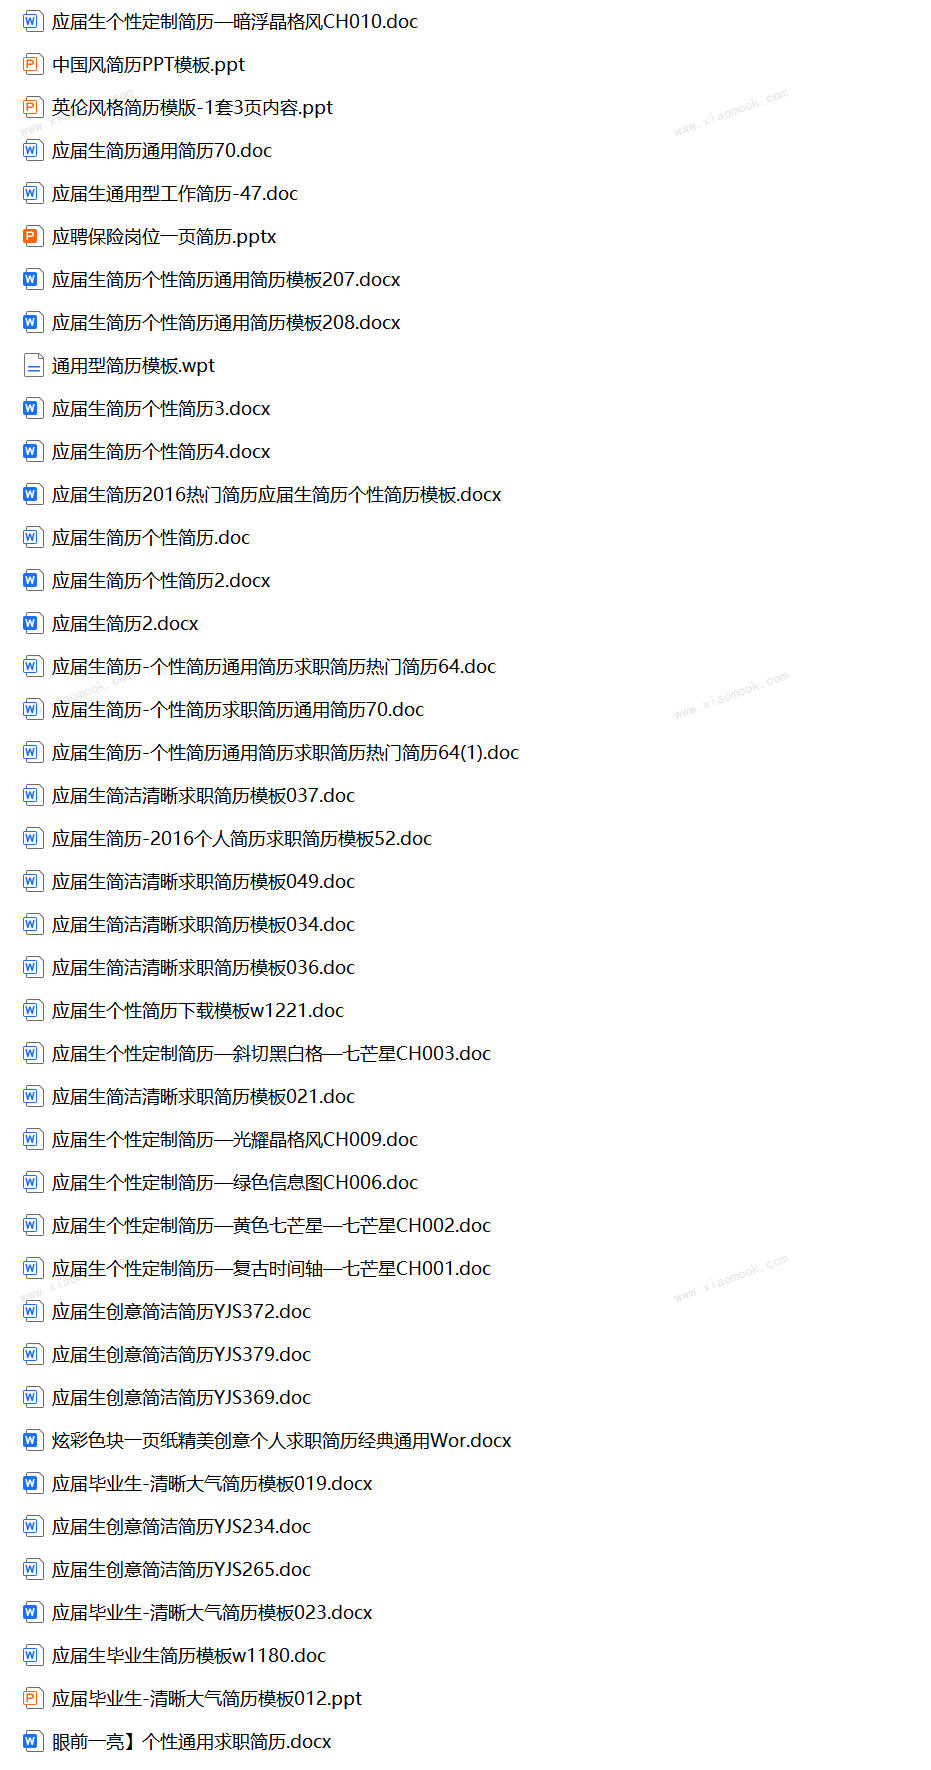 应届生个性定制简历—暗浮晶格风CH010.doc
中国风简历PPT模板.ppt
英伦风格简历模版-1套3页内容.ppt
www.xiaomook.com
应届生简历通用简历70.doc
应届生通用型工作简历-47.doc
应聘保险岗位一页简历.pptx
应届生简历个性简历通用简历模板207.docx
应届生简历个性简历通用简历模板208.docx
通用型简历模板.wpt
应届生简历个性简历3.docx
应届生简历个性简历4.docx
应届生简历2016热门简历应届生简历个性简历模板.docx
应届生简历个性简历.doc
应届生简历个性简历2.docx
应届生简历2.docx
应届生简历-个性简历通用简历求职简历热门简历64.doc
www.xiaomook.com
应届生简历-个性简历求职简历通用简历70.doc
应届生简历-个性简历通用简历求职简历热门简历64(1).doc
应届生简洁清晰求职简历模板037.doc
应届生简历-2016个人简历求职简历模板52.doc
应届生简洁清晰求职简历模板049.doc
应届生简洁清晰求职简历模板034.doc
应届生简洁清晰求职简历模板036.doc
应届生个性简历下载模板w1221.doc
应届生个性定制简历—斜切黑白格—七芒星CH003.doc
应届生简洁清晰求职简历模板021.doc
应届生个性定制简历—光耀晶格风CH009.doc
应届生个性定制简历—绿色信息图CH006.doc
应届生个性定制简历—黄色七芒星—七芒星CH002.doc
应届生个性定制简历—复古时间轴—七芒星CH001.doc
www.xiaomook.com
应届生创意简洁简历YJS372.doc
应届生创意简洁简历YJS379.doc
应届生创意简洁简历YJS369.doc
炫彩色块一页纸精美创意个人求职简历经典通用Wor.docx
应届毕业生-清晰大气简历模板019.docx
应届生创意简洁简历YJS234.doc
应届生创意简洁简历YJS265.doc
应届毕业生-清晰大气简历模板023.docx
应届生毕业生简历模板w1180.doc
应届毕业生-清晰大气简历模板012.ppt
眼前一亮】个性通用求职简历.docx